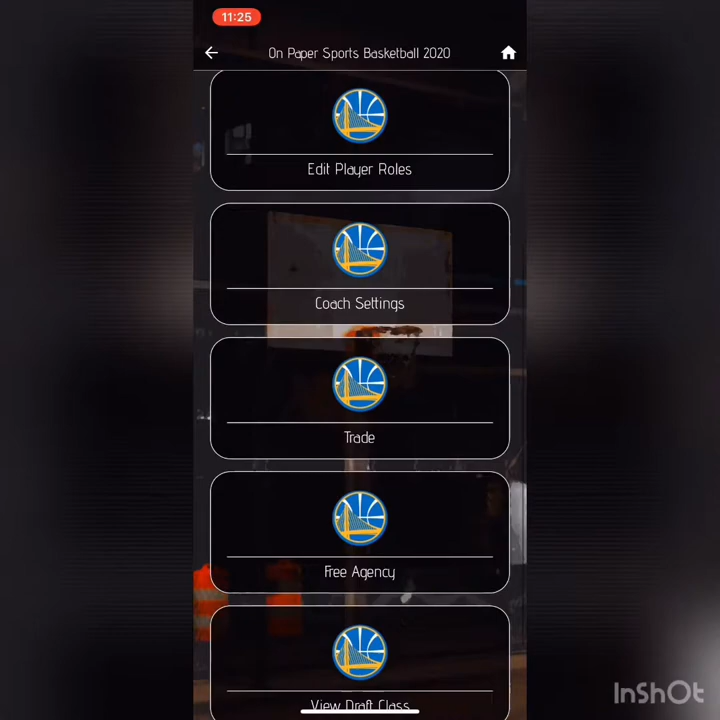 11:25
On Paper Sports Basketball 2020
Edit Player Roles
Coach Settings
Trade
Free Agency
View Draft Class
InShOt